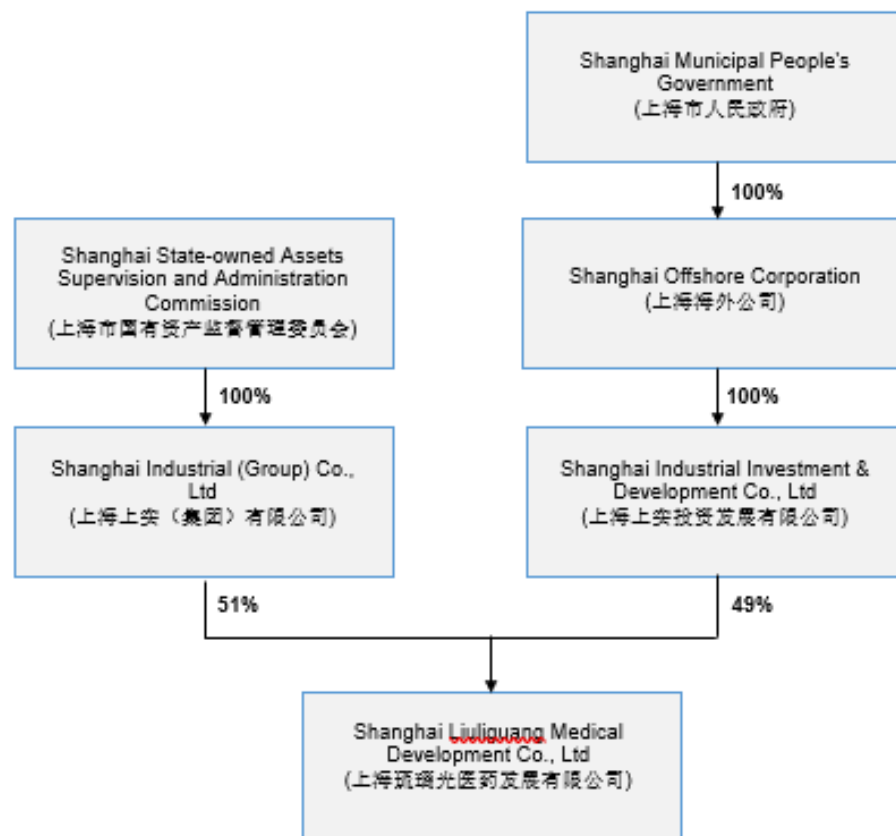 Shanghai Municipal People's
Government
(上海市人民政府)
100%
Shanghai State-owned Assets
Supervision and Administration
Commission
(上海市国有资产监督管理委员会)
Shanghai Offshore Corporation
(上海海外公司)
100%
100%
Shanghai Industrial (Group) Co.,
Ltd
(上海上实（集团）有限公司)
Shanghai Industrial Investment &
Development Co., Ltd
(上海上实投资发展有限公司)
51%
49%
Shanghai Liuliguang Medical
Development Co., Ltd
(上海琉璃光医药发展有限公司)